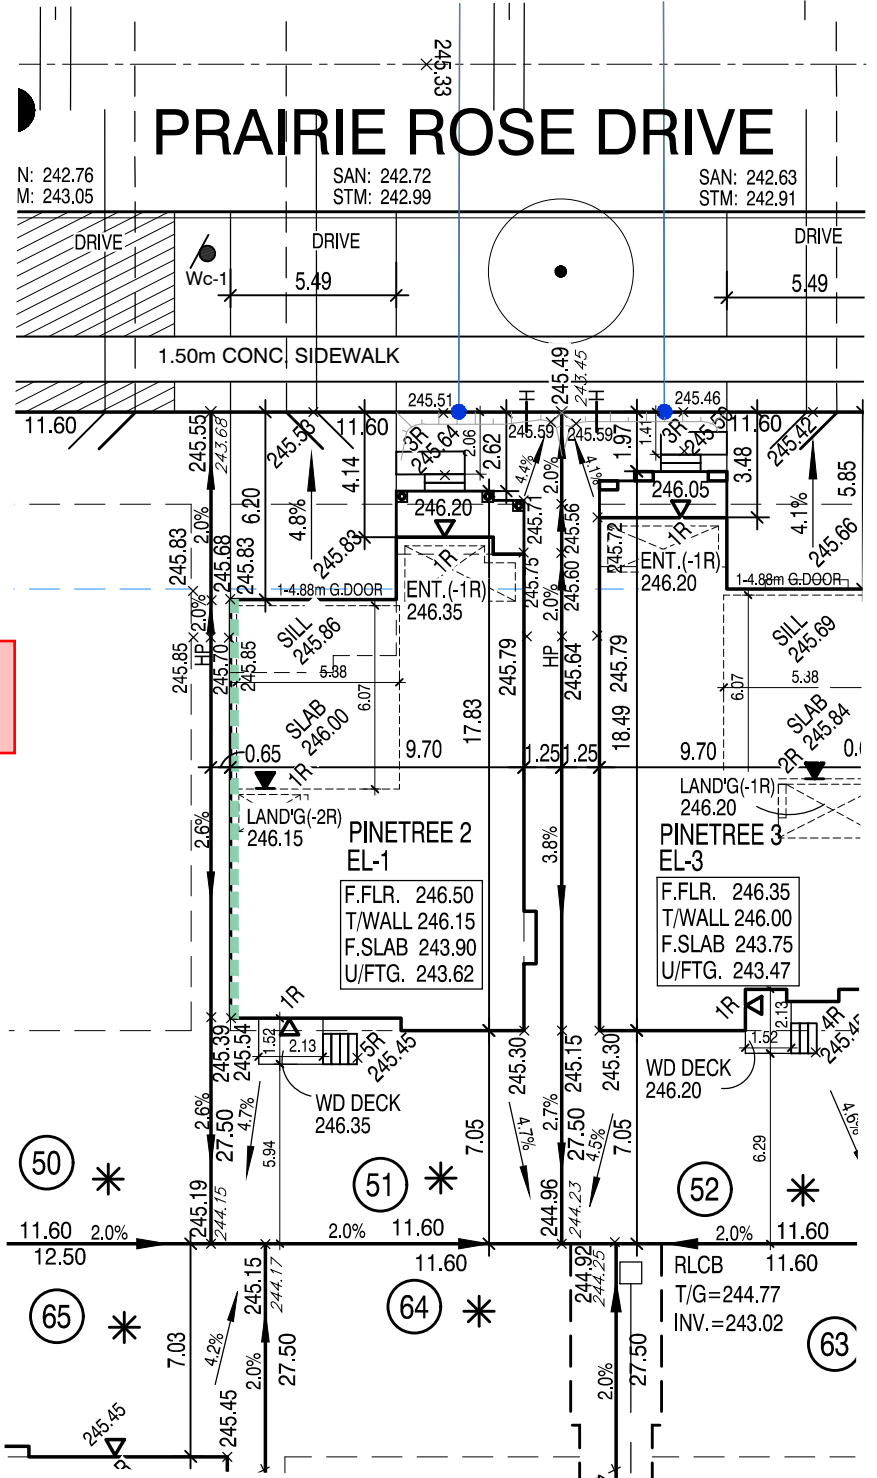 245.33
PRAIRIE ROSE DRIVE
N: 242.76
M: 243.05
SAN: 242.72
STM: 242.99
SAN: 242.63
STM: 242.91
DRIVE
DRIVE
DRIVE
Wc-1
5.49
5.49
1.50m CONC. SIDEWALK
245.49
243.45
245.51
245.46
11.60
245.55
243.68
245.53
11.60
3R
245.64
2.06
2.62
245.59
245.59
1.97
1.41
3R
245.50
11.60
245.42
4.14
4.4%
2.0%
4.1%
3.48
5.85
6.20
2.0%
4.8%
246.20
246.05
4.1%
245.83
245.68
245.83
245.83
1R
245.71
245.56
245.72
1R
245.66
1-4.88m G.DOOR
ENT.(-1R)
246.35
245.75
245.60
ENT.(-1R)
246.20
1-4.88m G.DOOR
2.0%
2.0%
245.85
HP
245.70
245.85
SILL
245.86
245.79
HP
245.64
245.79
SILL
245.69
5.38
6.07
5.38
6.07
SLAB
246.00
17.83
18.49
SLAB
245.84
0.65
9.70
1.25
1.25
9.70
1R
2R
LAND'G(-2R)
246.15
LAND'G(-1R)
246.20
2.6%
3.8%
PINETREE 2
EL-1
PINETREE 3
EL-3
F.FLR. 246.50
T/WALL 246.15
F.SLAB 243.90
U/FTG. 243.62
F.FLR. 246.35
T/WALL 246.00
F.SLAB 243.75
U/FTG. 243.47
1R
1R
245.39
245.54
1.52
2.13
5R
245.45
245.30
245.15
245.30
1.52
2.13
4R
WD DECK
246.35
WD DECK
246.20
2.6%
27.50
4.7%
5.94
7.05
4.7%
2.7%
27.50
4.5%
7.05
6.29
4.6%
50
51
52
245.19
244.15
244.96
244.23
11.60
2.0%
2.0%
11.60
2.0%
11.60
12.50
11.60
11.60
245.15
244.17
244.92
244.25
RLCB
T/G=244.77
INV.=243.02
65
64
63
7.03
4.2%
2.0%
27.50
2.0%
27.50
245.45
245.45